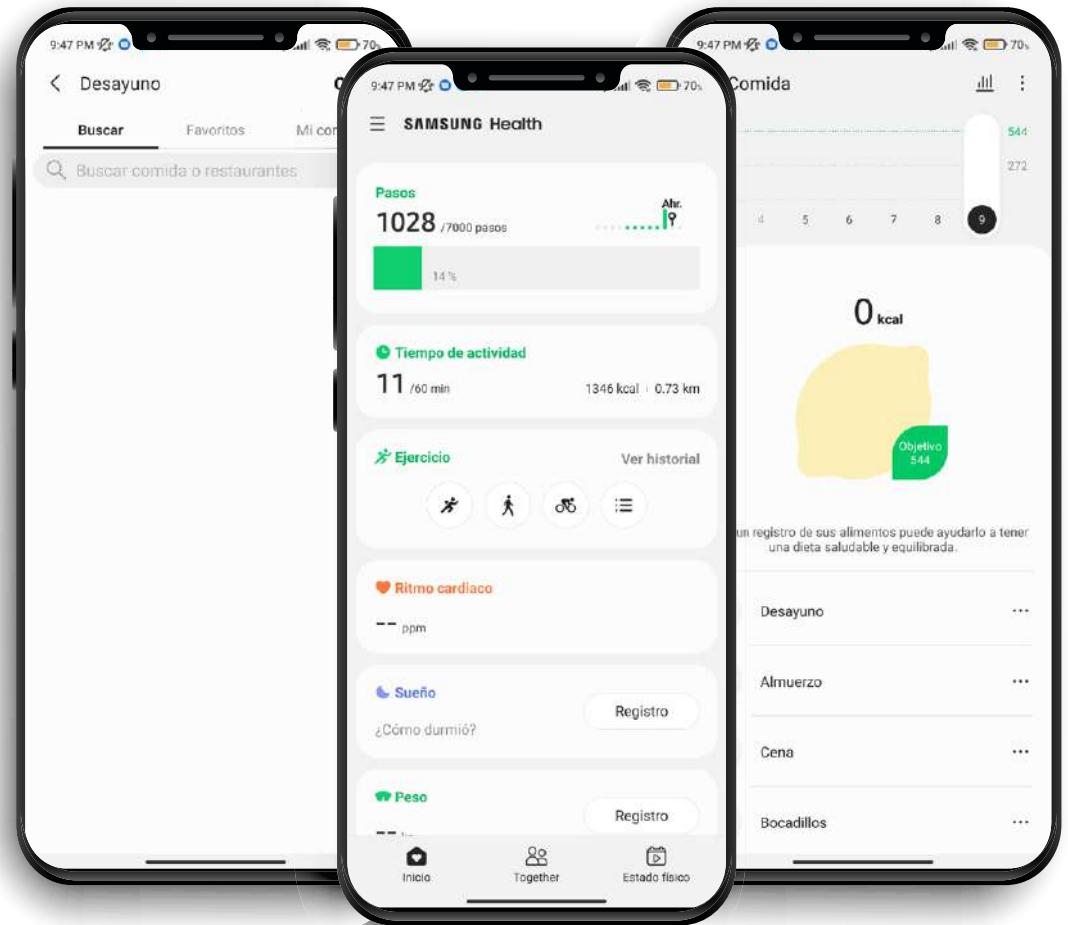 9:47 PM
70%
Desayuno
Buscar Favoritos
Buscar comida o restaurantes
9:47 PM
70%
SAMSUNG Health
Pasos
1028 /7000 pasos
Ahr.
14 %
Tiempo de actividad
11 /60 min
1346 kcal | 0.73 km
Ejercicio
Ver historial
Ritmo cardiaco
-- ppm
Sueño
¿Cómo durmió?
Registro
Peso
Registro
--
Inicio
Together
Estado físico
9:47 PM
70%
Comida
544
272
4 5 6 7 8 9
0 kcal
Objetivo
544
un registro de sus alimentos puede ayudarlo a tener
una dieta saludable y equilibrada.
Desayuno
Almuerzo
Cena
Bocadillos